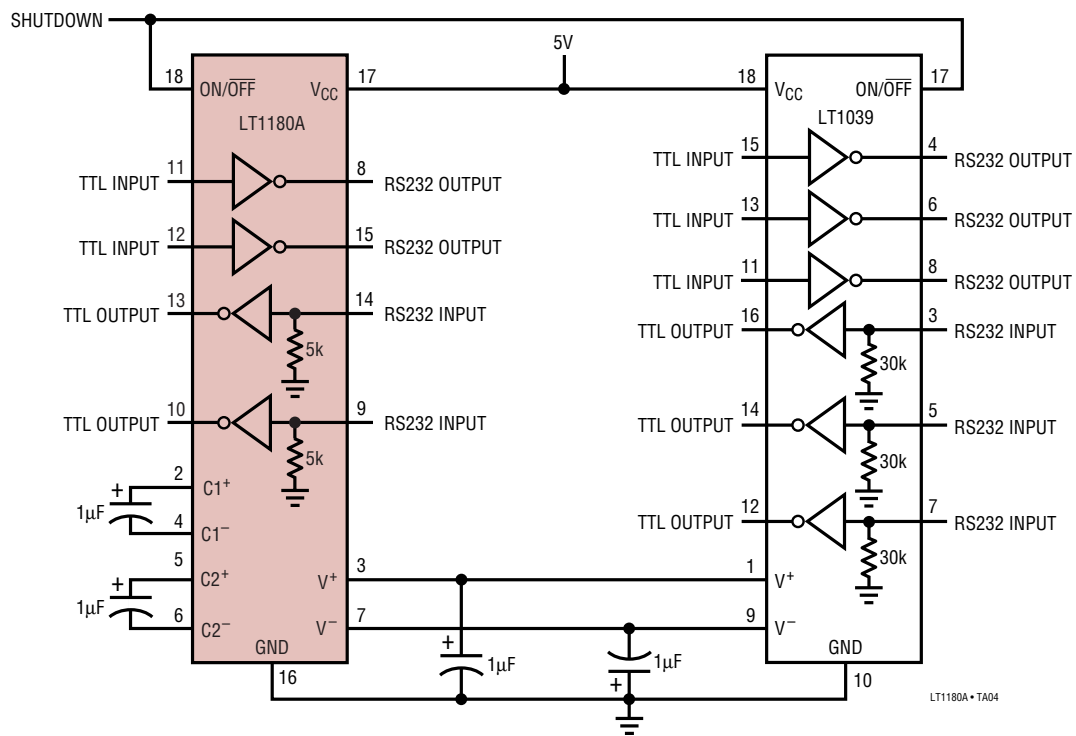 SHUTDOWN
5V
18 ON/OFF
VCC 17
LT1180A
11
TTL INPUT
8
RS232 OUTPUT
12
TTL INPUT
15
RS232 OUTPUT
13
TTL OUTPUT
14
RS232 INPUT
5k
10
TTL OUTPUT
9
RS232 INPUT
5k
2
C1+
+
1µF
4
C1−
5
C2+
+
1µF
6
C2−
V+
3
V−
7
GND
16
+
1µF
1µF
+
18
VCC
ON/OFF
17
LT1039
15
TTL INPUT
4
RS232 OUTPUT
13
TTL INPUT
6
RS232 OUTPUT
11
TTL INPUT
8
RS232 OUTPUT
16
TTL OUTPUT
3
RS232 INPUT
30k
14
TTL OUTPUT
5
RS232 INPUT
30k
12
TTL OUTPUT
7
RS232 INPUT
30k
1
V+
9
V−
GND
10
LT1180A • TA04